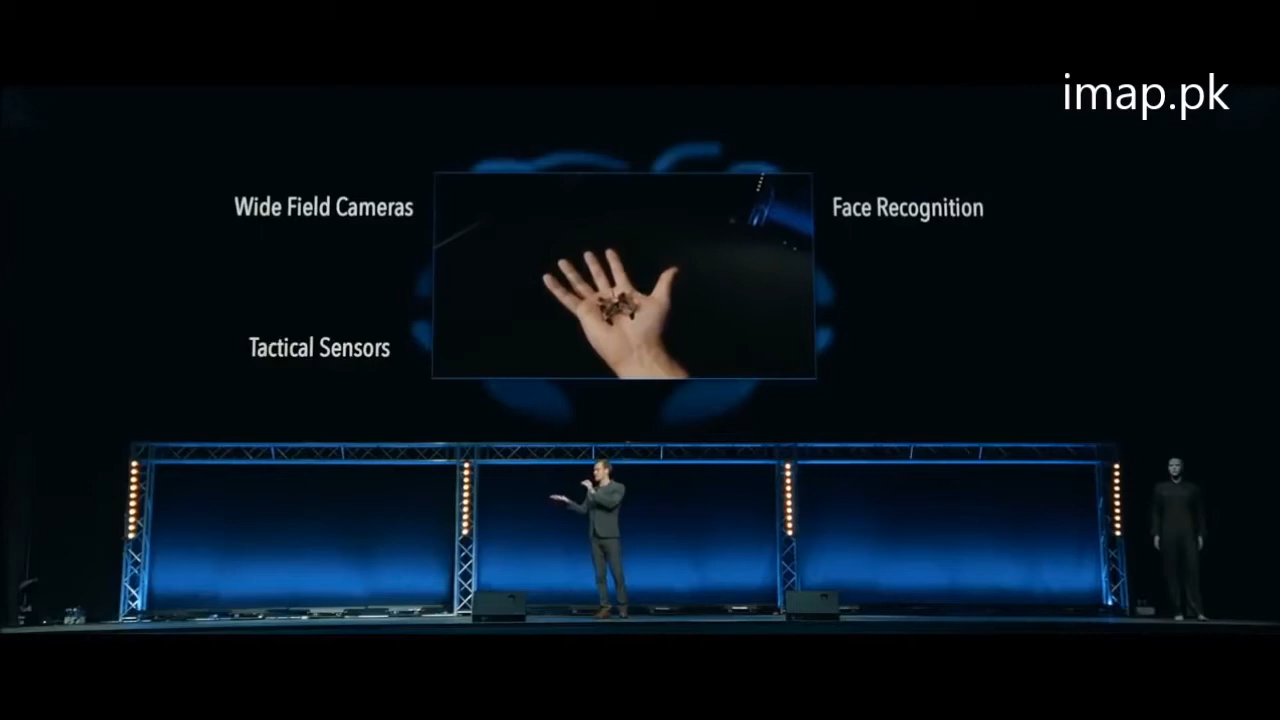 imap.pk
Wide Field Cameras
Face Recognition
Tactical Sensors